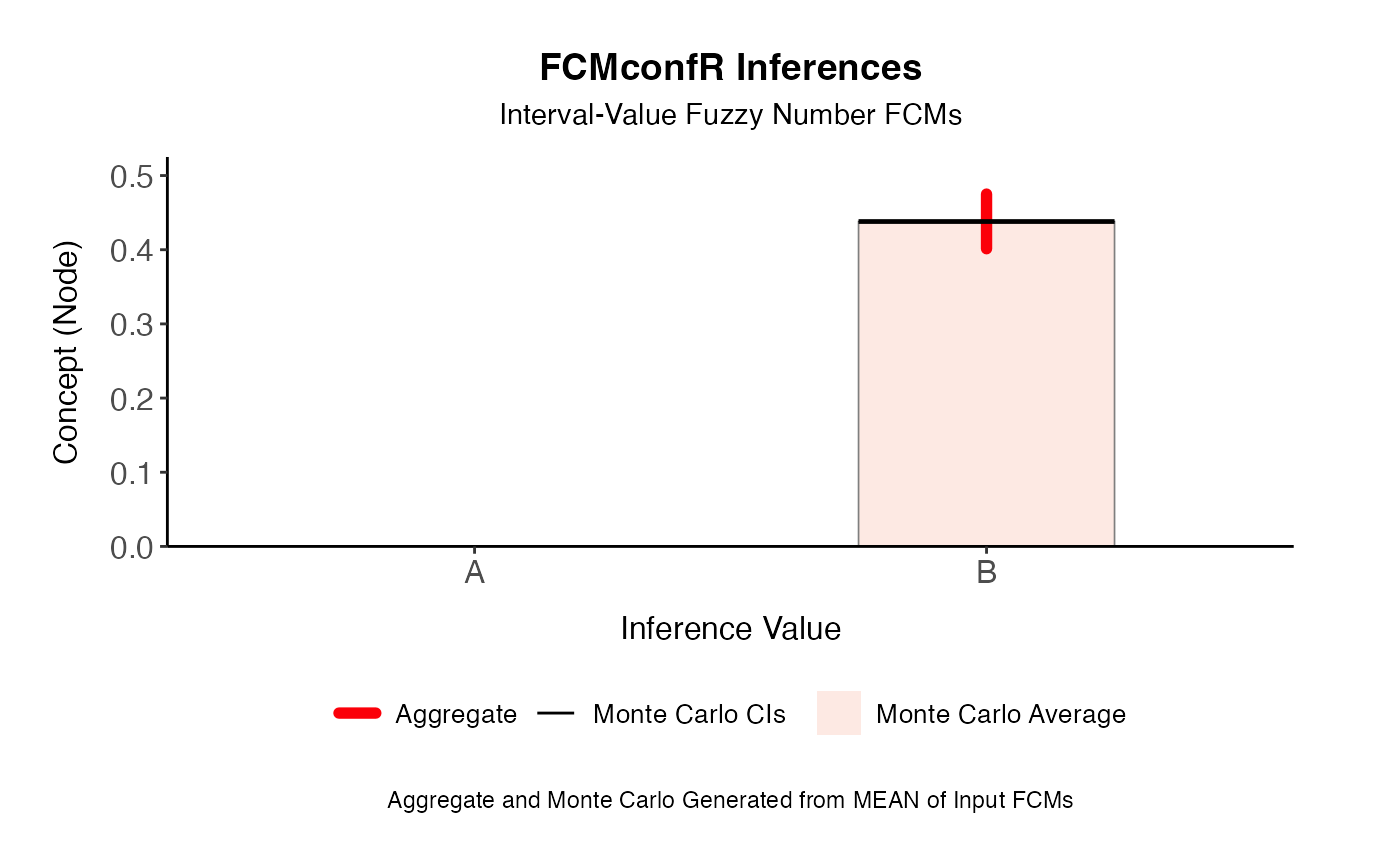 FCMconfR Inferences
Interval-Value Fuzzy Number FCMs
Concept (Node)
0.5
0.4
0.3
0.2
0.1
0.0
A B
Inference Value
Aggregate Monte Carlo CIs Monte Carlo Average
Aggregate and Monte Carlo Generated from MEAN of Input FCMs